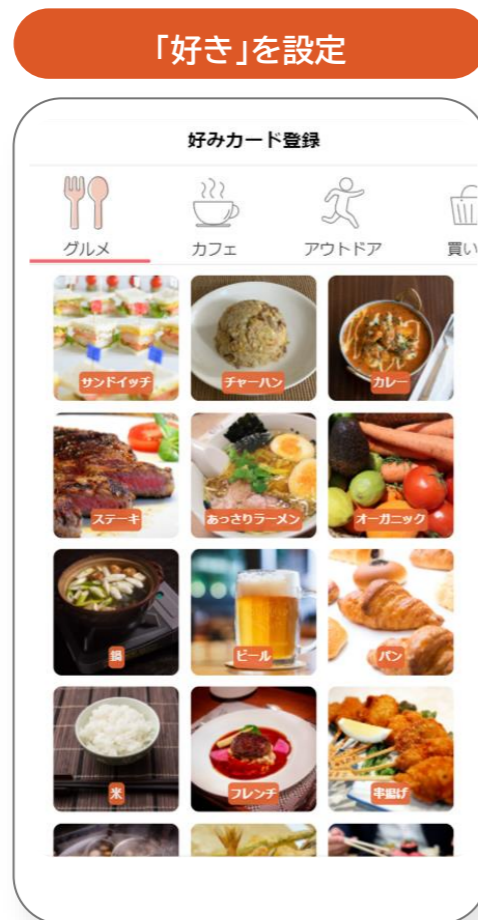 「好き」を設定
好みカード登録
グルメ
カフェ
アウトドア
買い
サンドイッチ
チャーハン
カレー
ステーキ
あっさりラーメン
オーガニック
鍋
ビール
パン
米
フレンチ
串揚げ